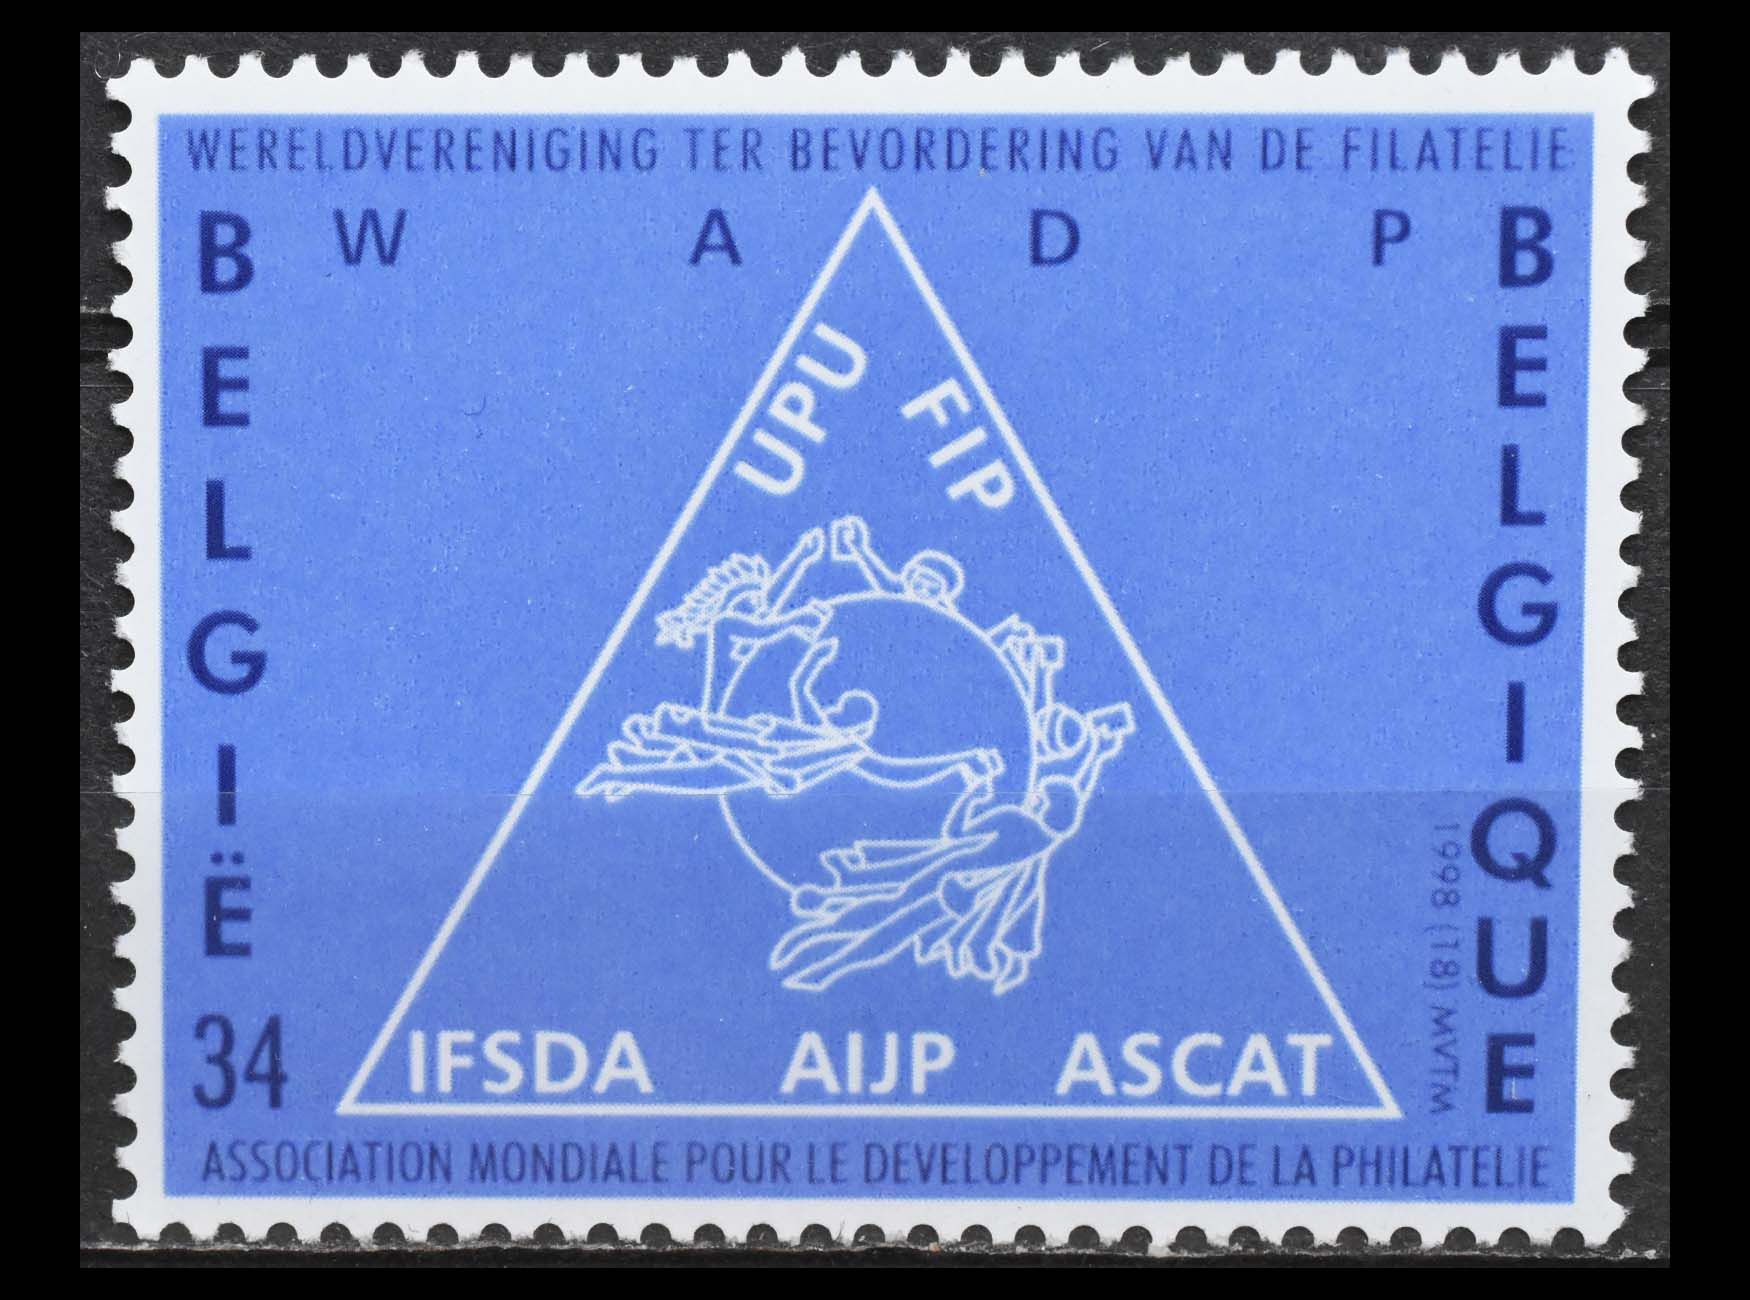 WERELDVERENIGING TER BEVORDERING VAN DE FILATELIE
W A D P
BELGIË
BELGIQUE
UPU
FIP
IFSDA AIJP ASCAT
34
1998 (18) MVTM
ASSOCIATION MONDIALE POUR LE DEVELOPPEMENT DE LA PHILATELIE